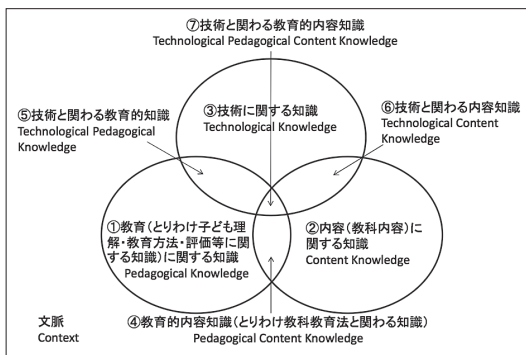 ⑦技術と関わる教育的内容知識
Technological Pedagogical Content Knowledge
⑤技術と関わる教育的知識
Technological Pedagogical
Knowledge
③技術に関する知識
Technological Knowledge
⑥技術と関わる内容知識
Technological Content
Knowledge
①教育(とりわけ子ども理
解・教育方法・評価等に関
する知識)に関する知識
Pedagogical Knowledge
②内容(教科内容)に
関する知識
Content Knowledge
文脈
Context
④教育的内容知識(とりわけ教科教育法と関わる知識)
Pedagogical Content Knowledge